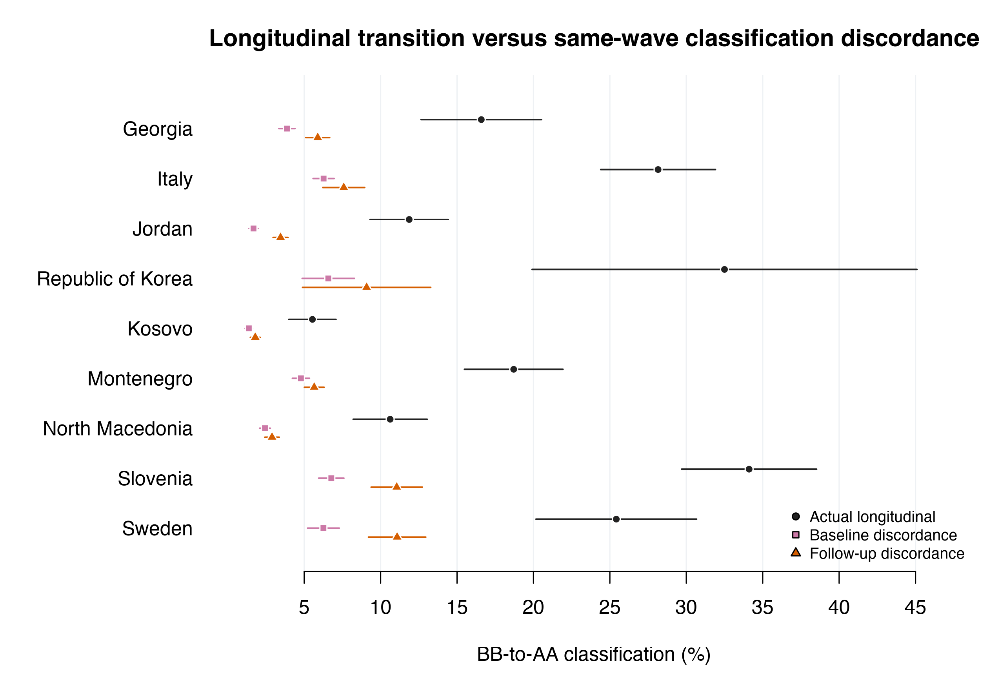 Longitudinal transition versus same-wave classification discordance
Georgia
Italy
Jordan
Republic of Korea
Kosovo
Montenegro
North Macedonia
Slovenia
Sweden
Actual longitudinal
Baseline discordance
Follow-up discordance
5 10 15 20 25 30 35 40 45
BB-to-AA classification (%)